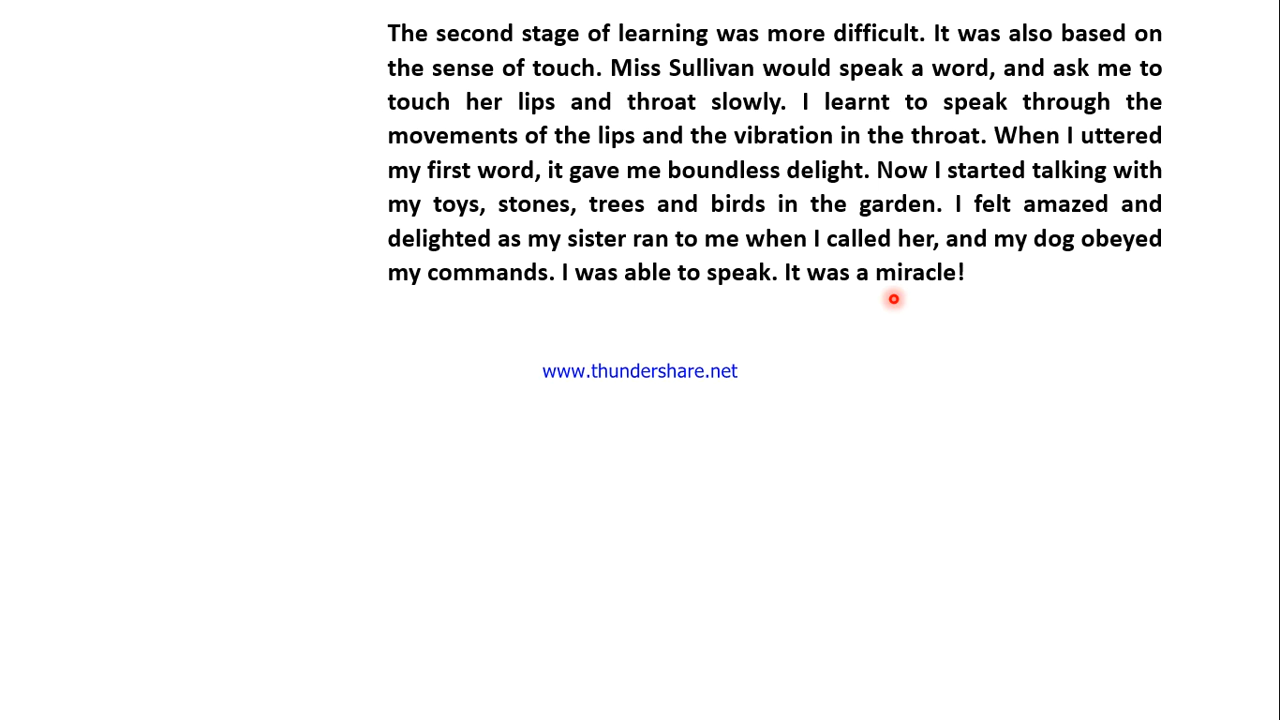 The second stage of learning was more difficult. It was also based on
the sense of touch. Miss Sullivan would speak a word, and ask me to
touch her lips and throat slowly. I learnt to speak through the
movements of the lips and the vibration in the throat. When I uttered
my first word, it gave me boundless delight. Now I started talking with
my toys, stones, trees and birds in the garden. I felt amazed and
delighted as my sister ran to me when I called her, and my dog obeyed
my commands. I was able to speak. It was a miracle!
www.thundershare.net